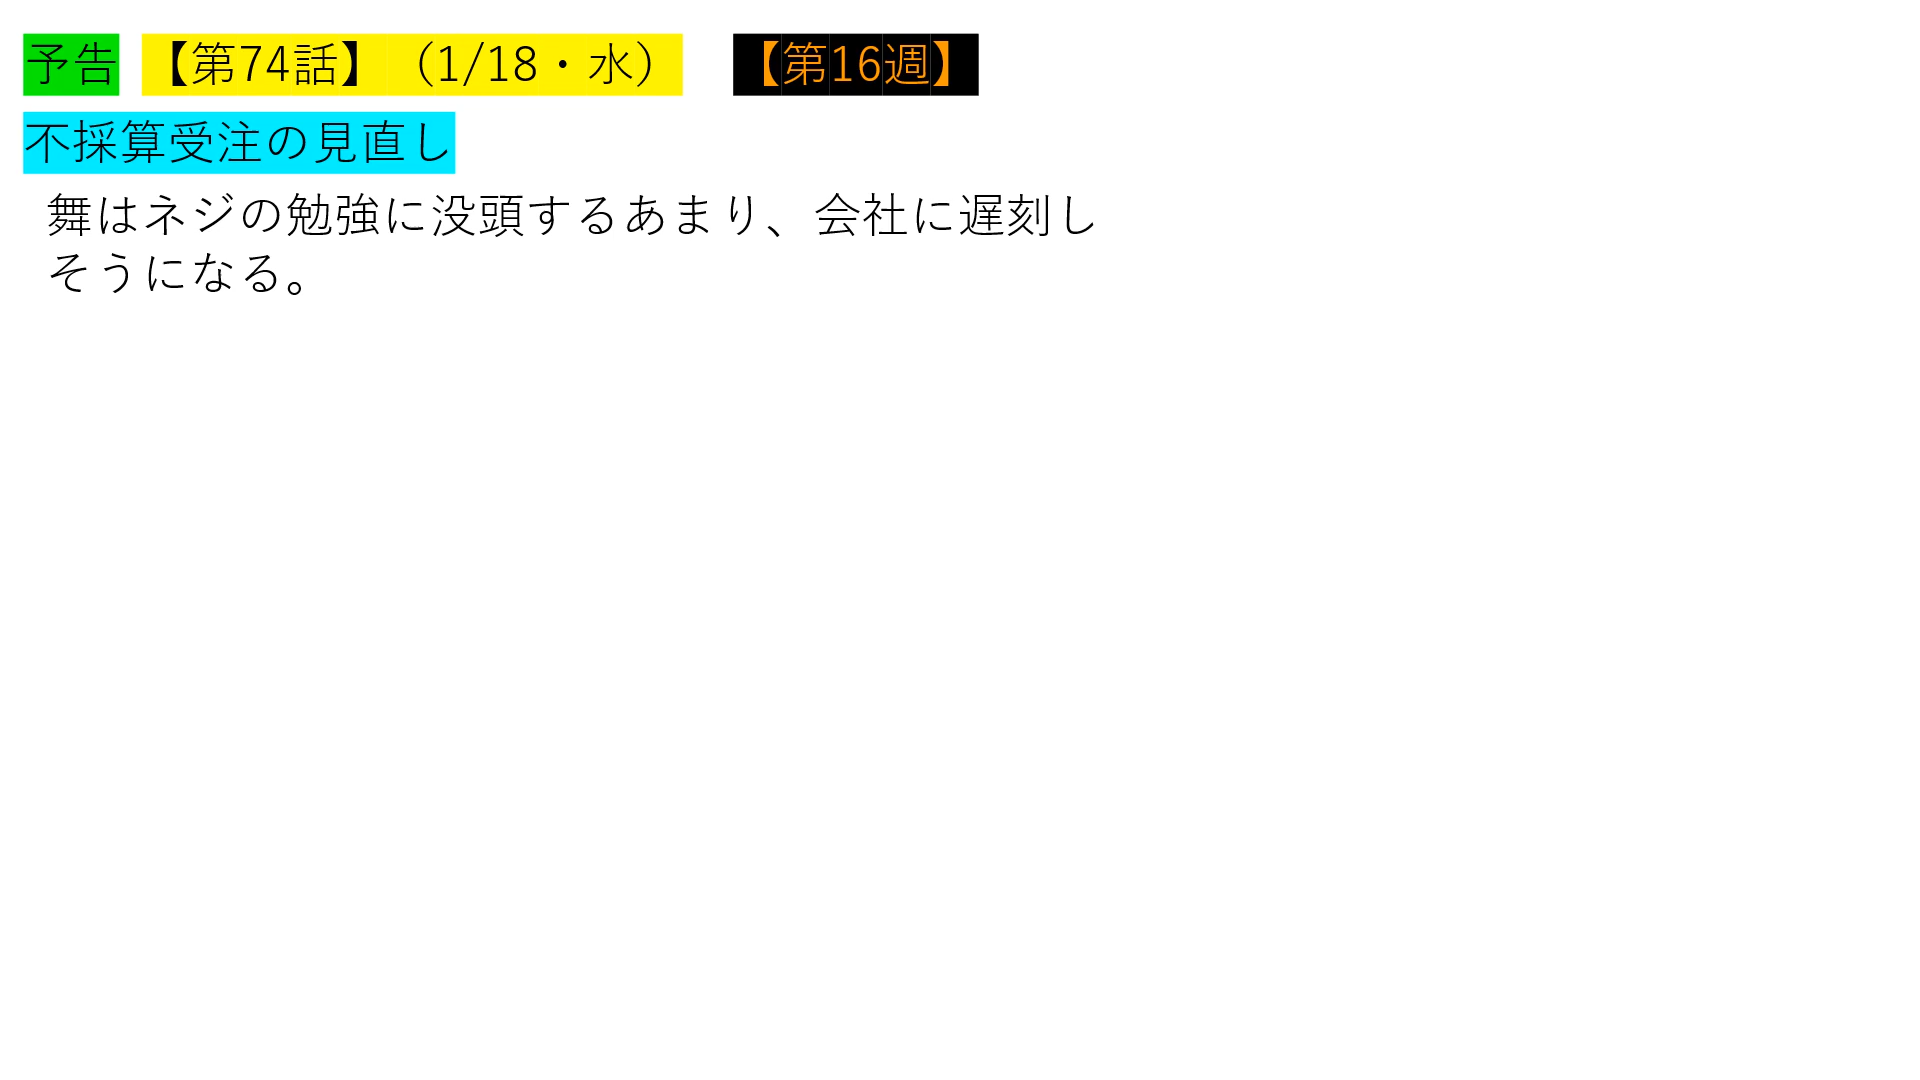 予告 【第74話】（1/18・水） 【第16週】
不採算受注の見直し
舞はネジの勉強に没頭するあまり、会社に遅刻し
そうになる。